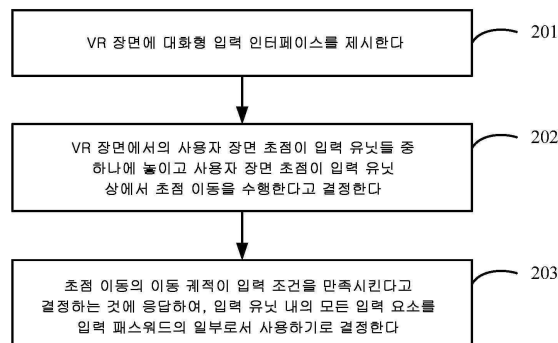 VR 장면에 대화형 입력 인터페이스를 제시한다
201
VR 장면에서의 사용자 장면 초점이 입력 유닛들 중
하나에 놓이고 사용자 장면 초점이 입력 유닛
상에서 초점 이동을 수행한다고 결정한다
202
초점 이동의 이동 궤적이 입력 조건을 만족시킨다고
결정하는 것에 응답하여, 입력 유닛 내의 모든 입력 요소를
입력 패스워드의 일부로서 사용하기로 결정한다
203